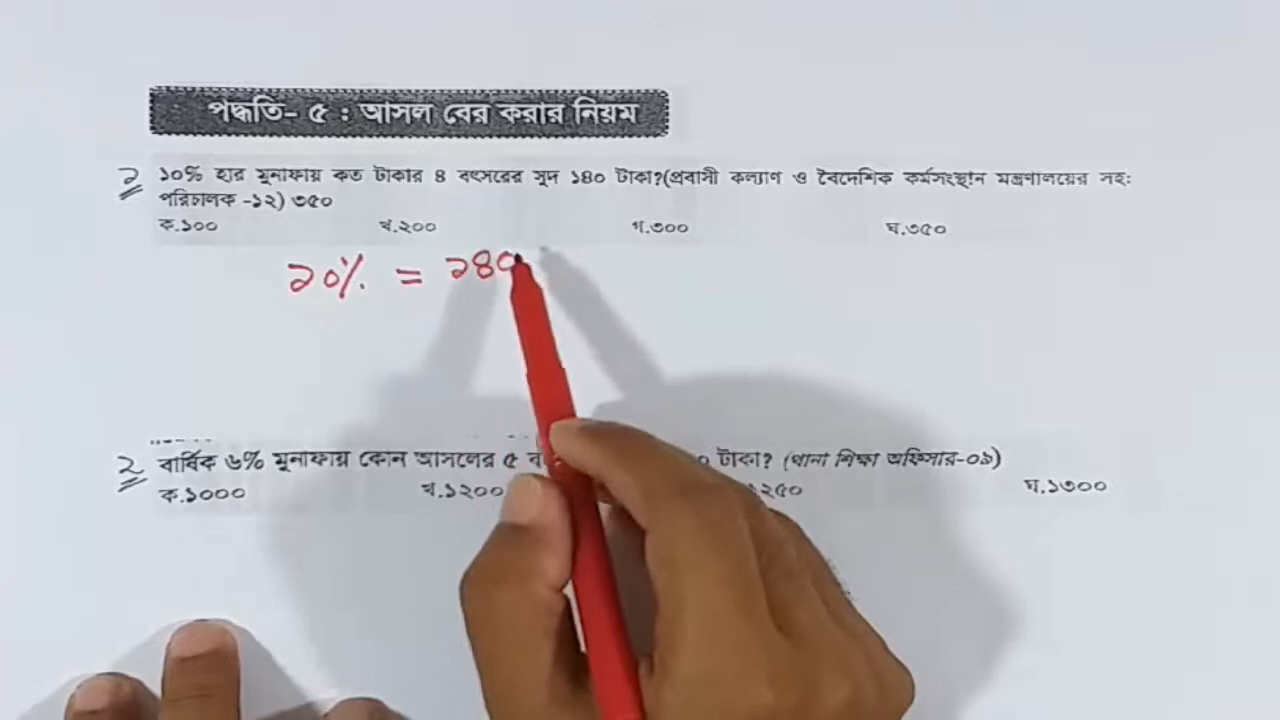 পদ্ধতি- ৫ : আসল বের করার নিয়ম
১ ১০% হার মুনাফায় কত টাকার ৪ বৎসরের সুদ ১৪০ টাকা?(প্রবাসী কল্যাণ ও বৈদেশিক কর্মসংস্থান মন্ত্রণালয়ের সহঃ
পরিচালক -১২) ৩৫০
ক.১০০ খ.২০০ গ.৩০০ ঘ.৩৫০
১০% = ১৪০
২ বার্ষিক ৬% মুনাফায় কোন আসলের ৫ টাকা? (থানা শিক্ষা অফিসার-০৯)
ক.১০০০ খ.১২০০ ১২৫০ ঘ.১৩০০